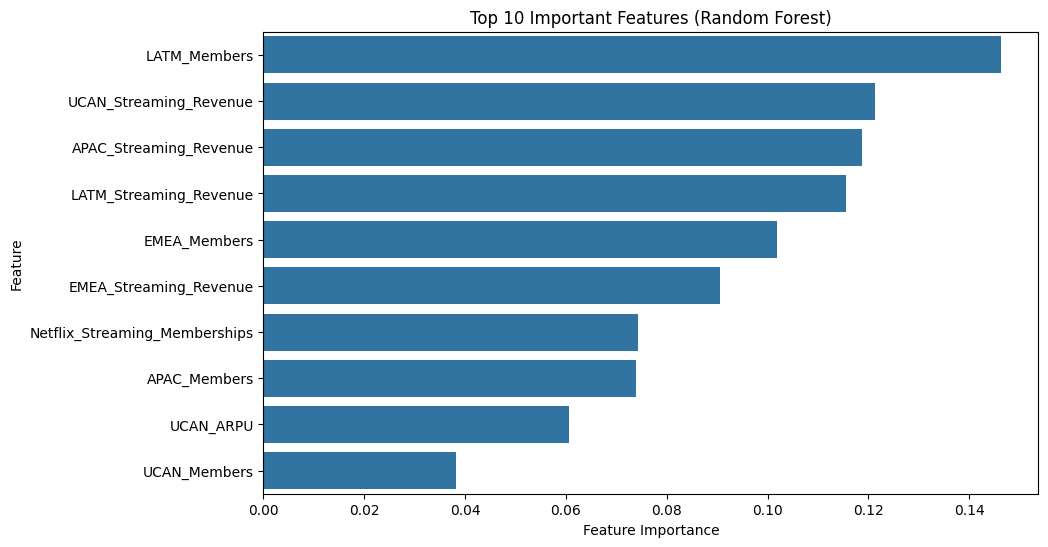 Top 10 Important Features (Random Forest)
Feature
LATM_Members
UCAN_Streaming_Revenue
APAC_Streaming_Revenue
LATM_Streaming_Revenue
EMEA_Members
EMEA_Streaming_Revenue
Netflix_Streaming_Memberships
APAC_Members
UCAN_ARPU
UCAN_Members
0.00 0.02 0.04 0.06 0.08 0.10 0.12 0.14
Feature Importance